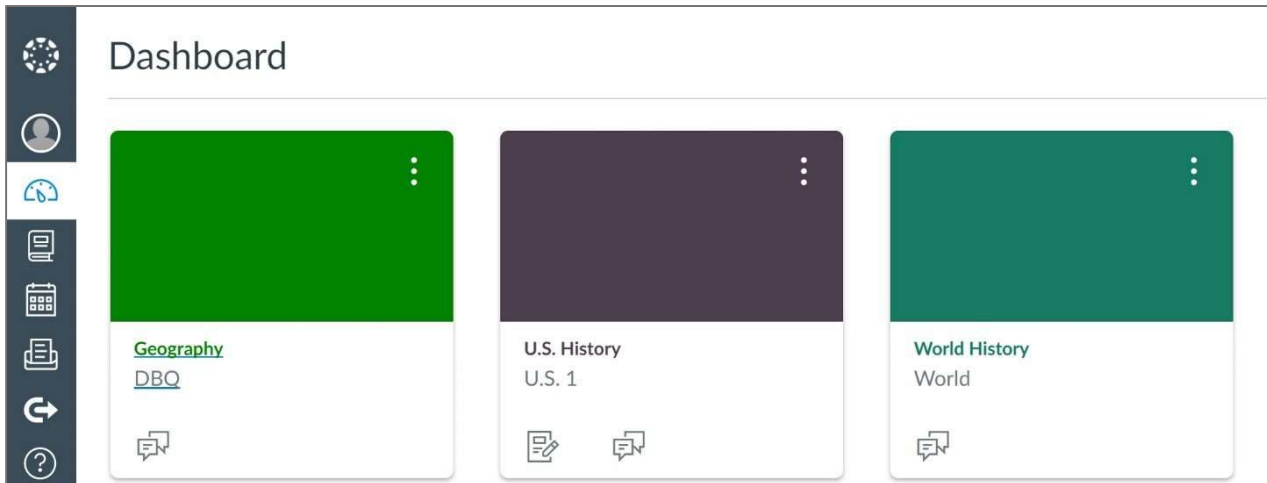 Dashboard
Geography
DBQ
U.S. History
U.S. 1
World History
World